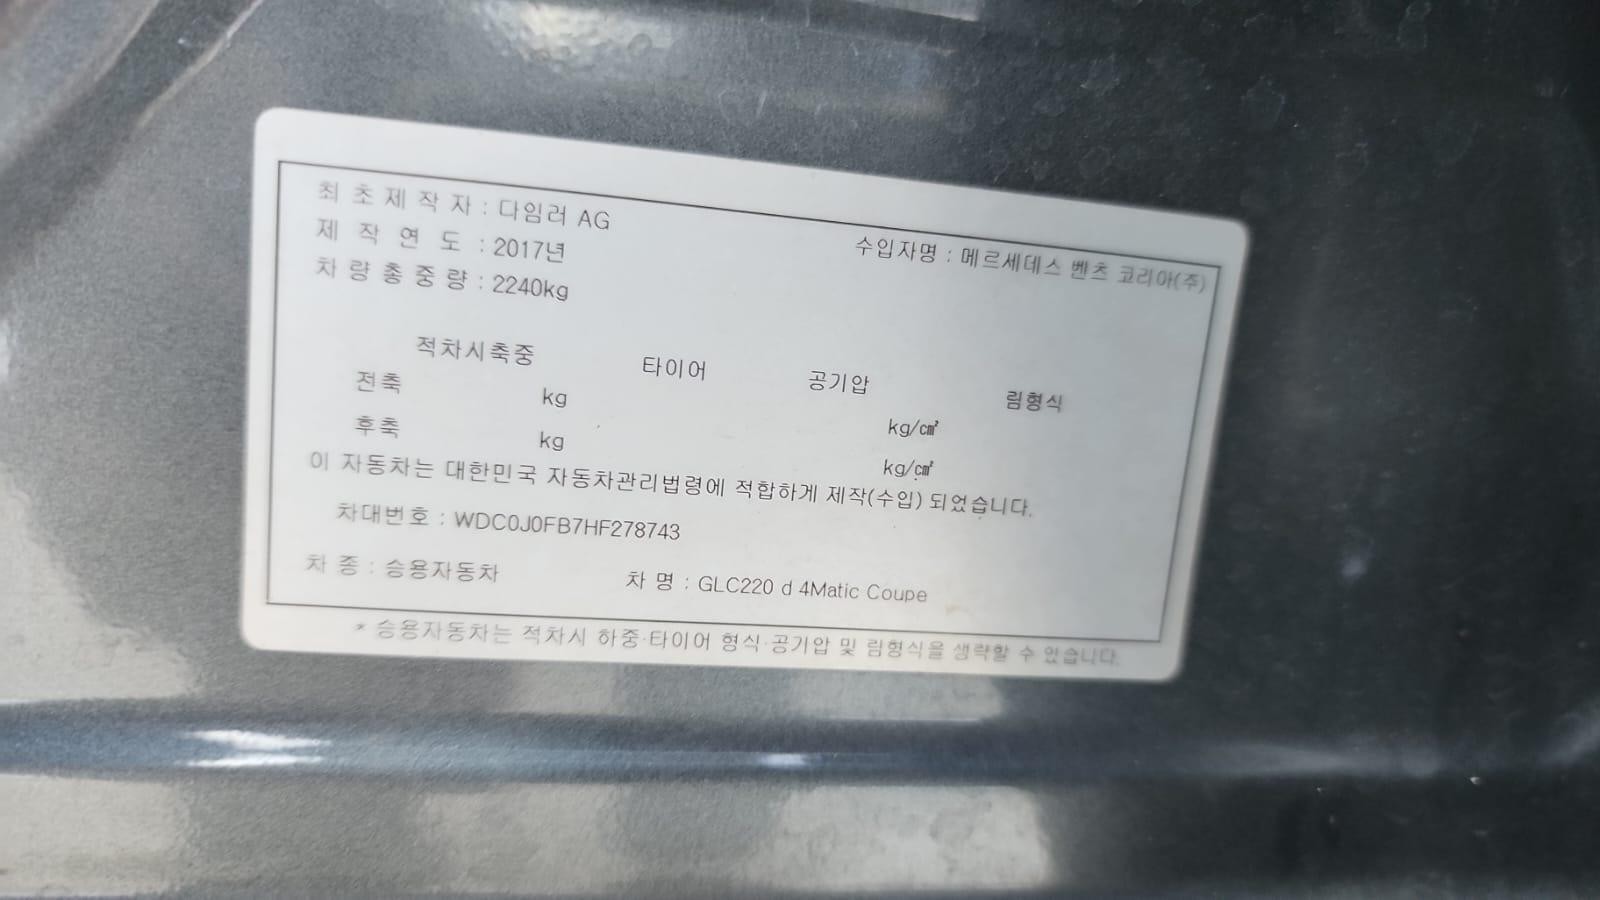 최초제작자 : 다임러 AG
수입자명 : 메르세데스 벤츠 코리아(주)
제작연도 : 2017년
차량총중량 : 2240kg
적차시축중 타이어 공기압 림형식
전축 kg kg/㎠
후축 kg kg/㎠
이 자동차는 대한민국 자동차관리법령에 적합하게 제작(수입) 되었습니다.
차대번호 : WDC0J0FB7HF278743
차 종 : 승용자동차 차 명 : GLC220 d 4Matic Coupe
* 승용자동차는 적차시 하중·타이어 형식·공기압 및 림형식을 생략할 수 있습니다.